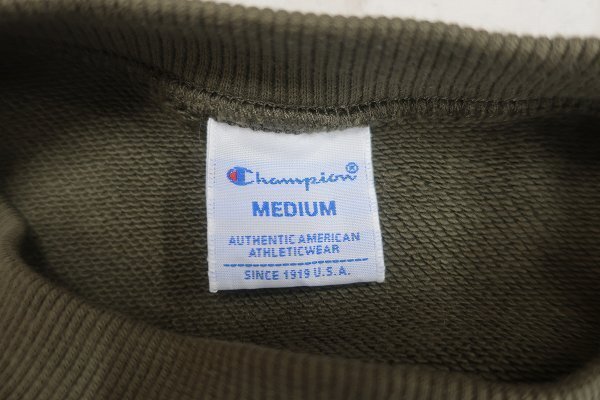 Champion®
MEDIUM
AUTHENTIC AMERICAN
ATHLETICWEAR
SINCE 1919 U.S.A.